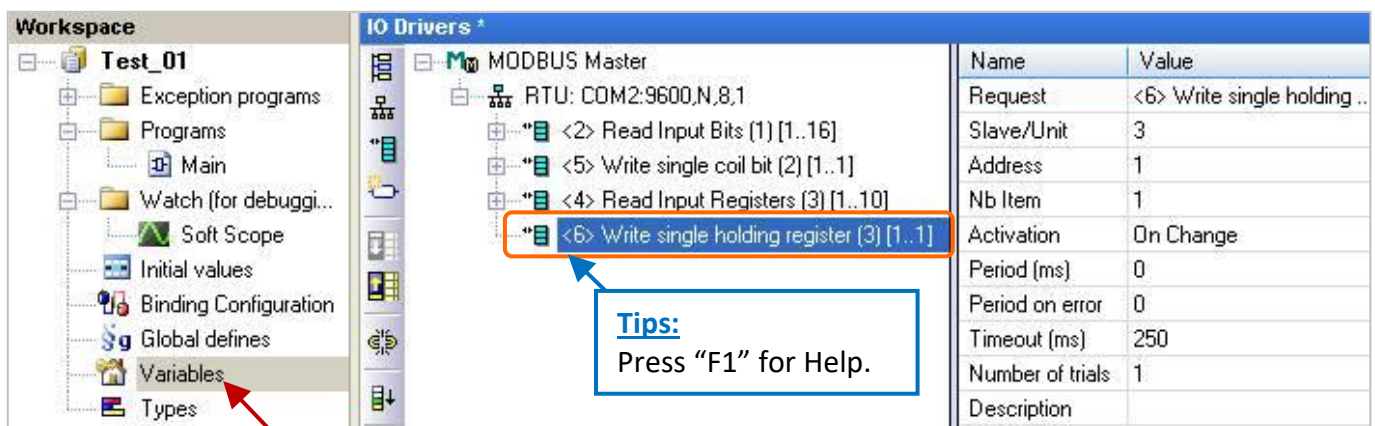 Workspace
Test_01
Exception programs
Programs
Main
Watch (for debuggi...
Soft Scope
Initial values
Binding Configuration
Global defines
Variables
Types
IO Drivers *
MODBUS Master
RTU: COM2:9600,N,8,1
<2> Read Input Bits (1) [1..16]
<5> Write single coil bit (2) [1..1]
<4> Read Input Registers (3) [1..10]
<6> Write single holding register (3) [1..1]
Tips:
Press “F1” for Help.
Name Value
Request <6> Write single holding ..
Slave/Unit 3
Address 1
Nb Item 1
Activation On Change
Period (ms) 0
Period on error 0
Timeout (ms) 250
Number of trials 1
Description